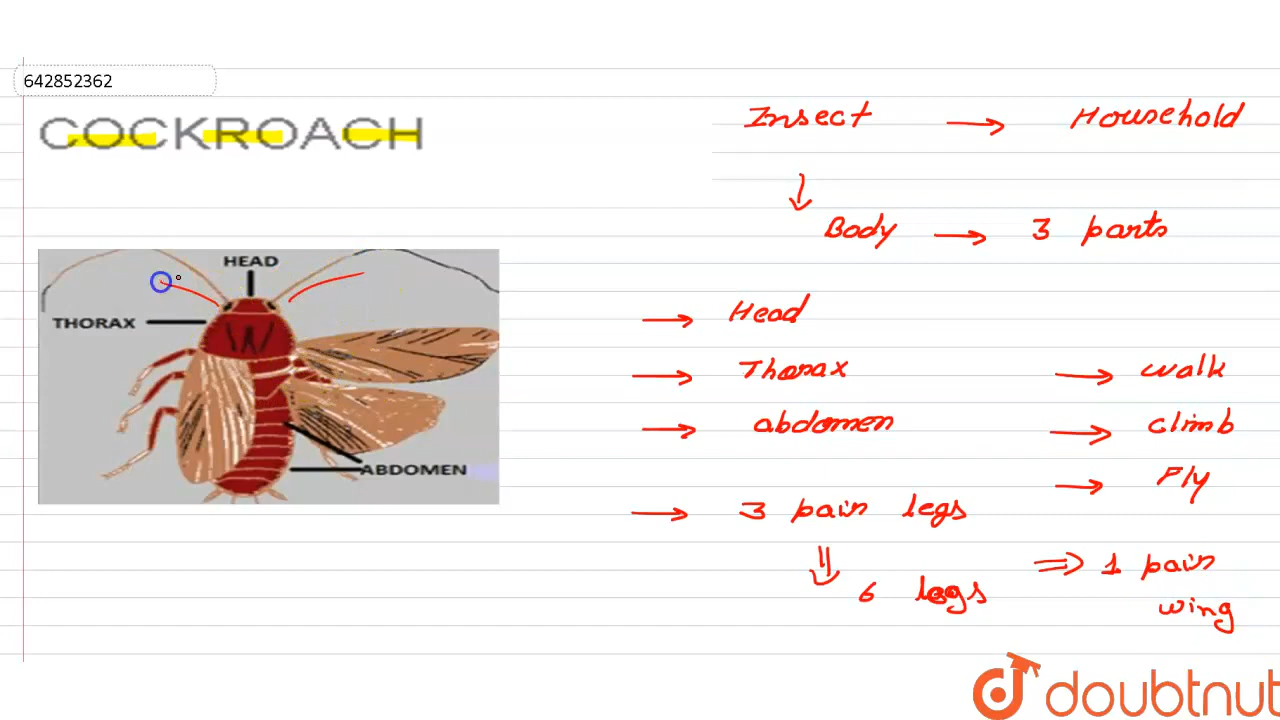 642852362
COCKROACH
Insect → Household
↓
Body → 3 parts
HEAD
THORAX
ABDOMEN
→ Head
→ Thorax
→ abdomen
→ 3 pair legs
⇓
6 legs
→ walk
→ climb
→ Fly
⇒ 1 pair
wing
doubtnut